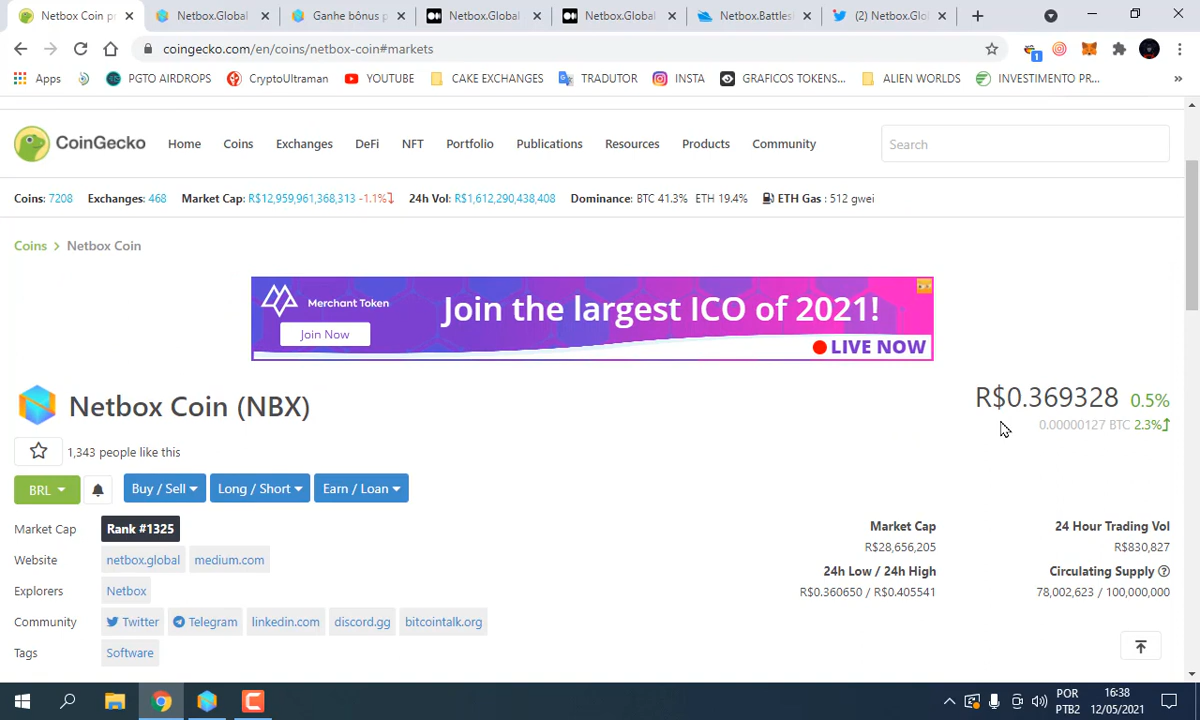 Netbox Coin pr
Netbox.Global
Ganhe bônus p
Netbox.Global
Netbox.Global
Netbox.Battles
(2) Netbox.Glo
coingecko.com/en/coins/netbox-coin#markets
1
Apps
PGTO AIRDROPS
CryptoUltraman
YOUTUBE
CAKE EXCHANGES
TRADUTOR
INSTA
GRAFICOS TOKENS...
ALIEN WORLDS
INVESTIMENTO PR...
»
CoinGecko
Home
Coins
Exchanges
DeFi
NFT
Portfolio
Publications
Resources
Products
Community
Search
Coins: 7208
Exchanges: 468
Market Cap: R$12,959,961,368,313 -1.1%
24h Vol: R$1,612,290,438,408
Dominance: BTC 41.3% ETH 19.4%
ETH Gas : 512 gwei
Coins > Netbox Coin
Merchant Token
Join Now
Join the largest ICO of 2021!
LIVE NOW
Netbox Coin (NBX)
R$0.369328 0.5%
0.00000127 BTC 2.3%
1,343 people like this
BRL
Buy / Sell
Long / Short
Earn / Loan
Market Cap
Rank #1325
Website
netbox.global
medium.com
Explorers
Netbox
Community
Twitter
Telegram
linkedin.com
discord.gg
bitcointalk.org
Tags
Software
Market Cap
R$28,656,205
24 Hour Trading Vol
R$830,827
24h Low / 24h High
R$0.360650 / R$0.405541
Circulating Supply
78,002,623 / 100,000,000
POR
PTB2
16:38
12/05/2021